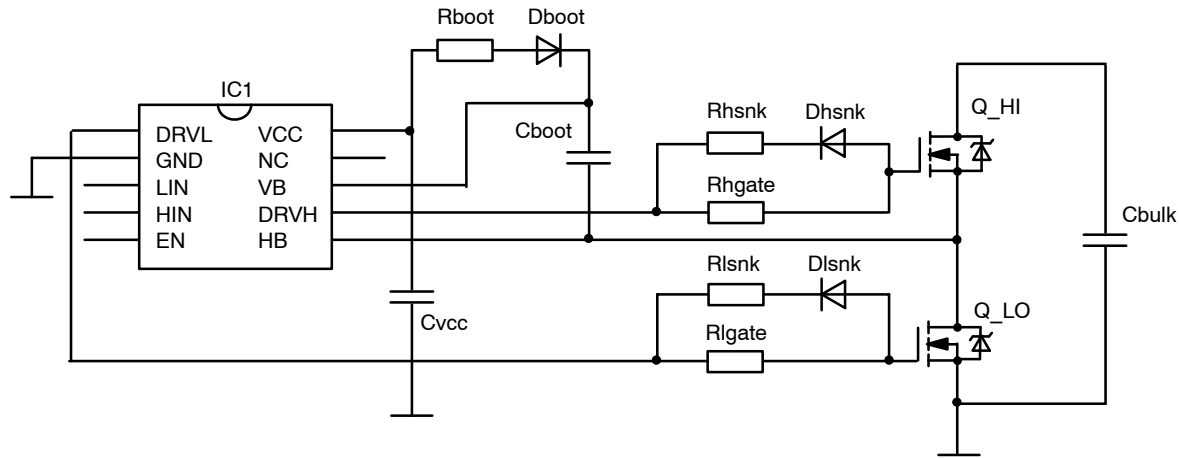 Rboot Dboot
IC1
Q_HI
Rhsnk Dhsnk
DRVL VCC
Cboot
GND NC
LIN VB
Rhgate
HIN DRVH
Cbulk
EN HB
Rlsnk Dlsnk
Q_LO
Cvcc
Rlgate